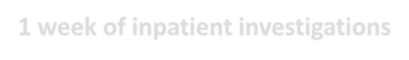 1 week of inpatient investigations